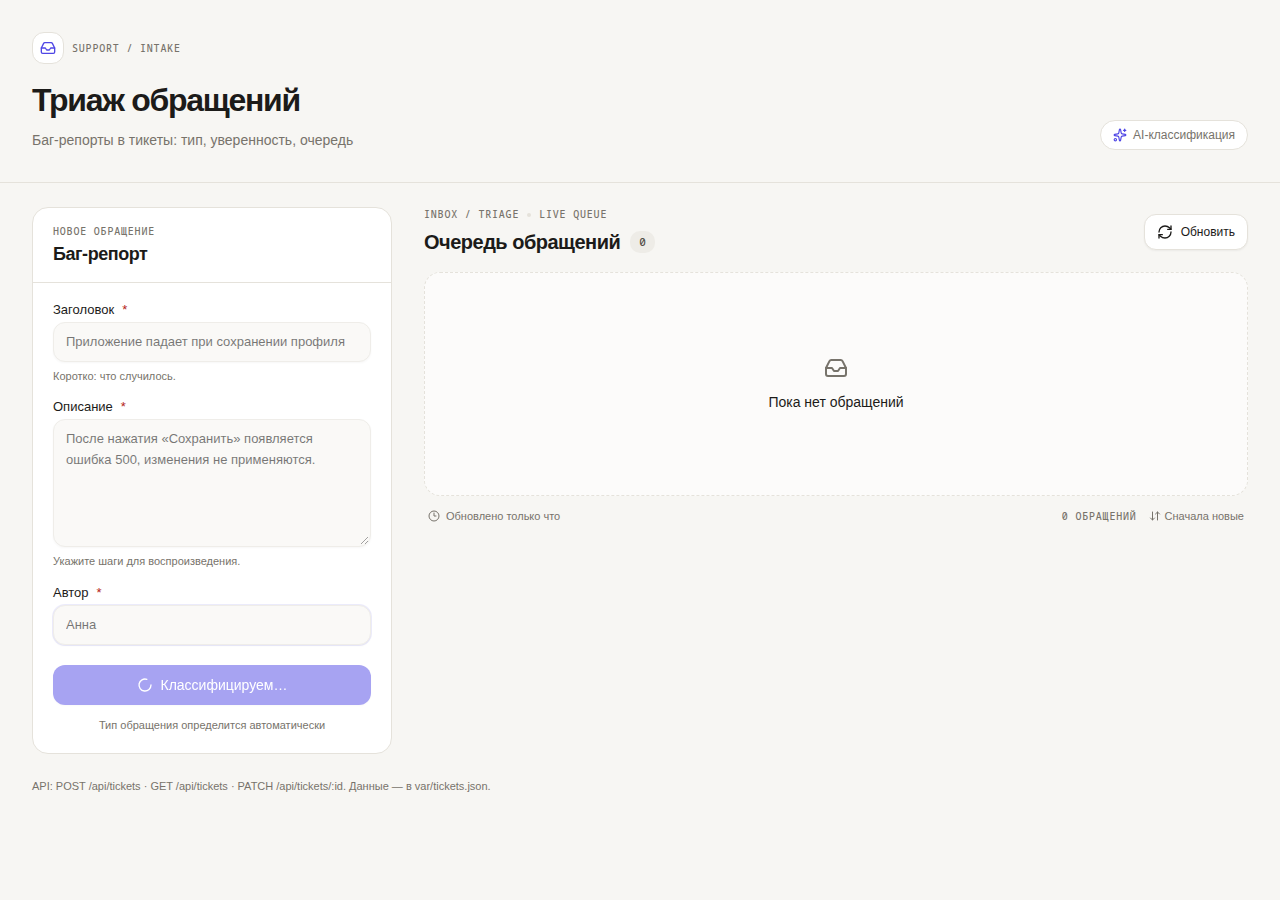 SUPPORT / INTAKE
Триаж обращений
Баг-репорты в тикеты: тип, уверенность, очередь
AI-классификация
НОВОЕ ОБРАЩЕНИЕ
Баг-репорт
Заголовок *
Приложение падает при сохранении профиля
Коротко: что случилось.
Описание *
После нажатия «Сохранить» появляется
ошибка 500, изменения не применяются.
Укажите шаги для воспроизведения.
Автор *
Анна
Классифицируем…
Тип обращения определится автоматически
INBOX / TRIAGE • LIVE QUEUE
Очередь обращений 0
Обновить
Пока нет обращений
Обновлено только что
0 ОБРАЩЕНИЙ
Сначала новые
API: POST /api/tickets · GET /api/tickets · PATCH /api/tickets/:id. Данные — в var/tickets.json.